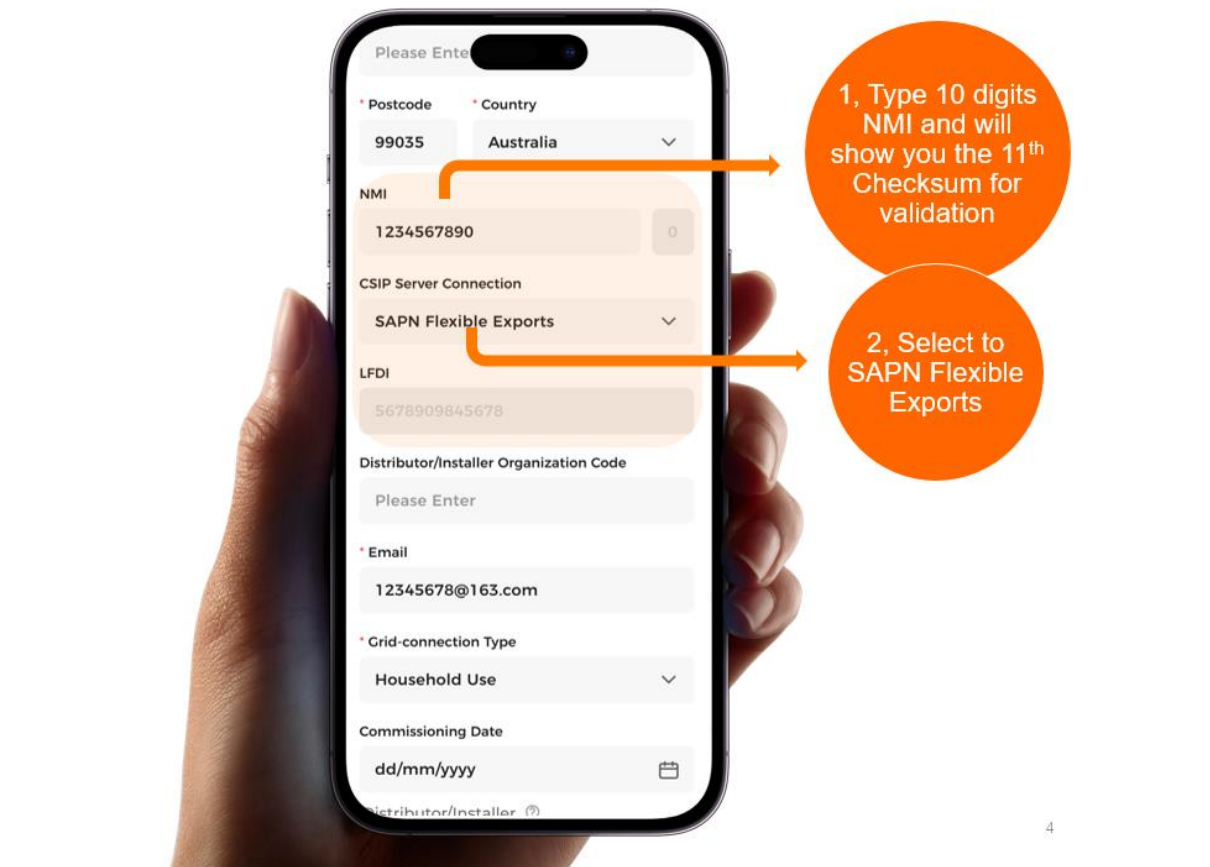 Please Ente
* Postcode * Country
99035 Australia
NMI
1234567890 0
CSIP Server Connection
SAPN Flexible Exports
LFDI
5678909845678
Distributor/Installer Organization Code
Please Enter
* Email
12345678@163.com
* Grid-connection Type
Household Use
Commissioning Date
dd/mm/yyyy
Distributor/Installer ?
1, Type 10 digits
NMI and will
show you the 11th
Checksum for
validation
2, Select to
SAPN Flexible
Exports
4